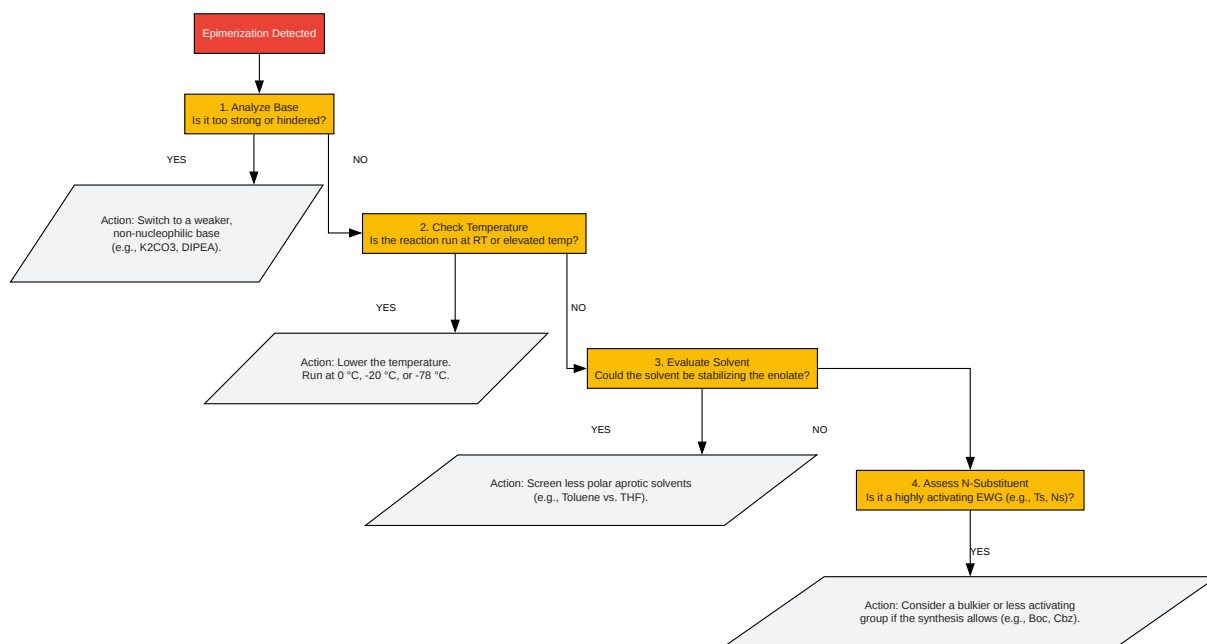 Epimerization Detected
1. Analyze Base
Is it too strong or hindered?
YES
NO
Action: Switch to a weaker,
non-nucleophilic base
(e.g., K2CO3, DIPEA).
2. Check Temperature
Is the reaction run at RT or elevated temp?
YES
NO
Action: Lower the temperature.
Run at 0 °C, -20 °C, or -78 °C.
3. Evaluate Solvent
Could the solvent be stabilizing the enolate?
YES
NO
Action: Screen less polar aprotic solvents
(e.g., Toluene vs. THF).
4. Assess N-Substituent
Is it a highly activating EWG (e.g., Ts, Ns)?
YES
Action: Consider a bulkier or less activating
group if the synthesis allows (e.g., Boc, Cbz).